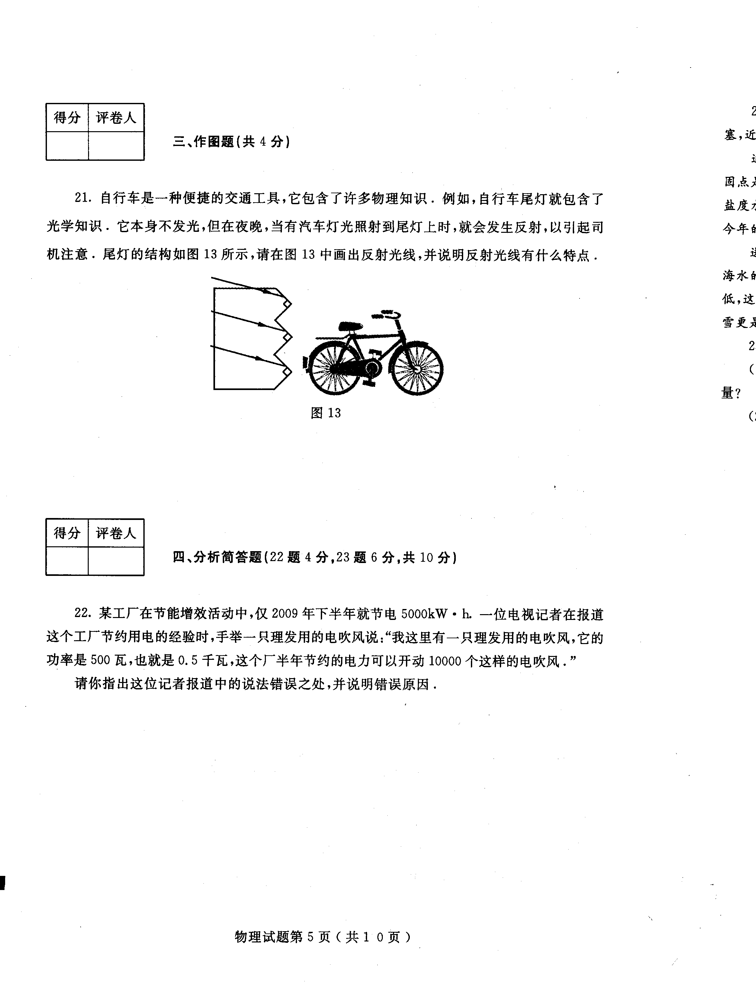 得分 评卷人
三、作图题(共 4 分)
21. 自行车是一种便捷的交通工具,它包含了许多物理知识. 例如,自行车尾灯就包含了
光学知识. 它本身不发光,但在夜晚,当有汽车灯光照射到尾灯上时,就会发生反射,以引起司
机注意. 尾灯的结构如图 13 所示,请在图 13 中画出反射光线,并说明反射光线有什么特点.
图 13
得分 评卷人
四、分析简答题(22 题 4 分,23 题 6 分,共 10 分)
22. 某工厂在节能增效活动中,仅 2009 年下半年就节电 5000kW·h. 一位电视记者在报道
这个工厂节约用电的经验时,手举一只理发用的电吹风说:“我这里有一只理发用的电吹风,它的
功率是 500 瓦,也就是 0.5 千瓦,这个厂半年节约的电力可以开动 10000 个这样的电吹风.”
请你指出这位记者报道中的说法错误之处,并说明错误原因.
物理试题第 5 页(共 1 0 页)
塞,近
固点
盐度
今年
海水
低,这
雪更
2
(
量?
(